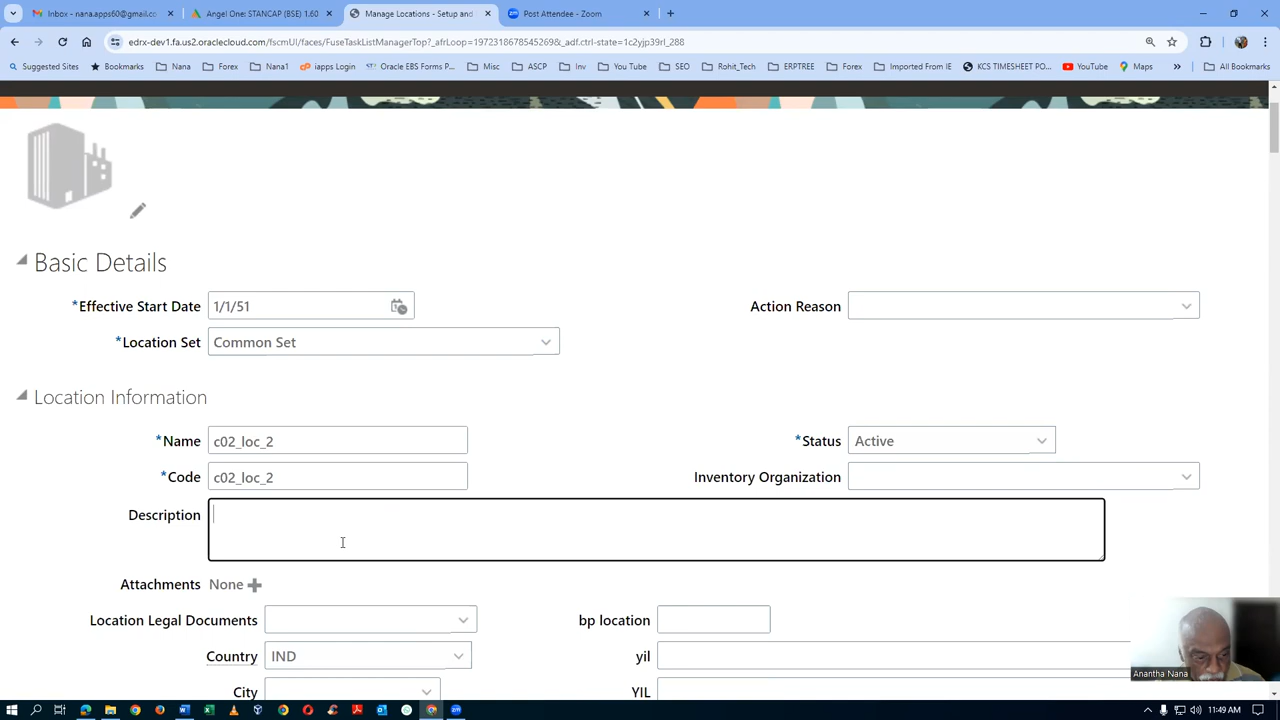 Inbox - nana.apps60@gmail.co
Angel One: STANCAP (BSE) 1.60
Manage Locations - Setup and
Post Attendee - Zoom
edrx-dev1.fa.us2.oraclecloud.com/fscmUI/faces/FuseTaskListManagerTop?_afrLoop=19723186785452698&_adf.ctrl-state=1c2yjp39rl_288
Suggested Sites
Bookmarks
Nana
Forex
Nana1
iapps Login
Oracle EBS Forms P...
Misc
ASCP
Inv
You Tube
SEO
Rohit_Tech
ERPTREE
Forex
Imported From IE
KCS TIMESHEET PO...
YouTube
Maps
»
All Bookmarks
Basic Details
*Effective Start Date 1/1/51
Action Reason
*Location Set Common Set
Location Information
*Name c02_loc_2
*Status Active
*Code c02_loc_2
Inventory Organization
Description
Attachments None
Location Legal Documents
bp location
Country IND
yil
City
YIL
Anantha Nana
11:49 AM